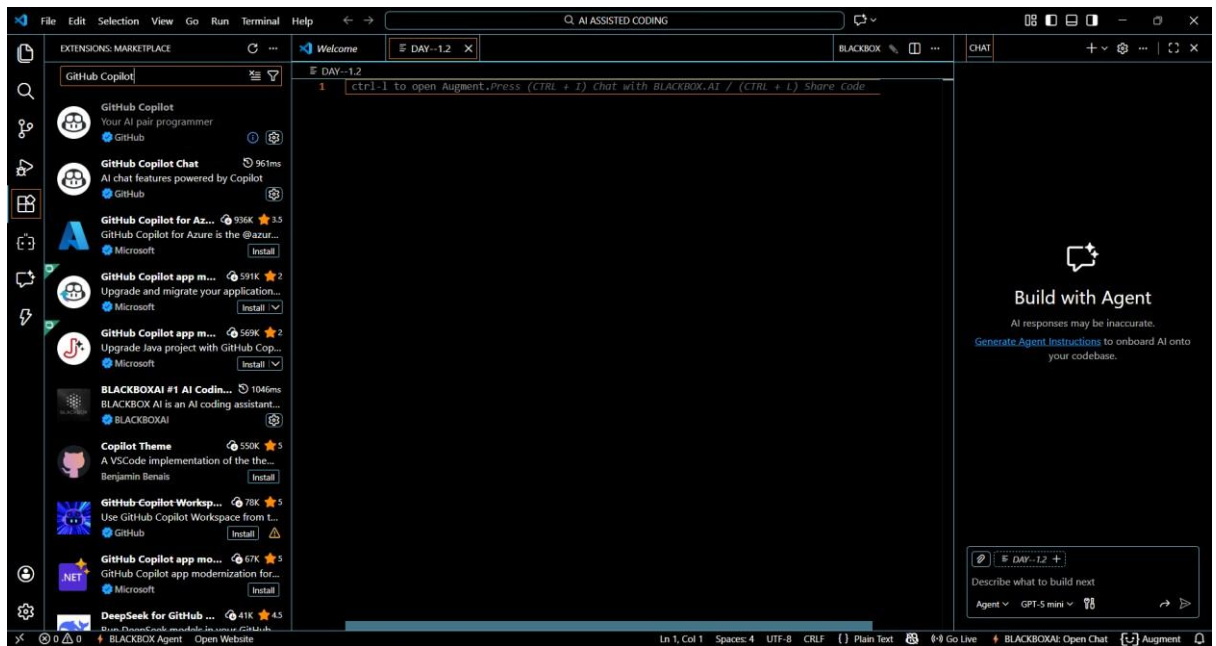 File Edit Selection View Go Run Terminal Help
AI ASSISTED CODING
EXTENSIONS: MARKETPLACE
GitHub Copilot
GitHub Copilot
Your AI pair programmer
GitHub
GitHub Copilot Chat 961ms
AI chat features powered by Copilot
GitHub
GitHub Copilot for Az... 936K 3.5
GitHub Copilot for Azure is the @azur...
Microsoft Install
GitHub Copilot app m... 591K 2
Upgrade and migrate your application...
Microsoft Install
GitHub Copilot app m... 569K 2
Upgrade Java project with GitHub Cop...
Microsoft Install
BLACKBOXAI #1 AI Codin... 1046ms
BLACKBOX AI is an AI coding assistant...
BLACKBOXAI
Copilot Theme 550K 5
A VSCode implementation of the the...
Benjamin Benais Install
GitHub Copilot Worksp... 78K 5
Use GitHub Copilot Workspace from t...
GitHub Install
.NET
GitHub Copilot app mo... 67K 5
GitHub Copilot app modernization for...
Microsoft Install
DeepSeek for GitHub ... 41K 4.5
Run DeepSeek models in your GitHub
Welcome DAY--1.2 BLACKBOX
DAY--1.2
1 ctrl-l to open Augment.Press (CTRL + I) Chat with BLACKBOX.AI / (CTRL + L) Share Code
CHAT
Build with Agent
AI responses may be inaccurate.
Generate Agent Instructions to onboard AI onto
your codebase.
DAY--1.2 +
Describe what to build next
Agent GPT-5 mini
0 0 BLACKBOX Agent Open Website Ln 1, Col 1 Spaces: 4 UTF-8 CRLF {} Plain Text Go Live BLACKBOXAI: Open Chat Augment